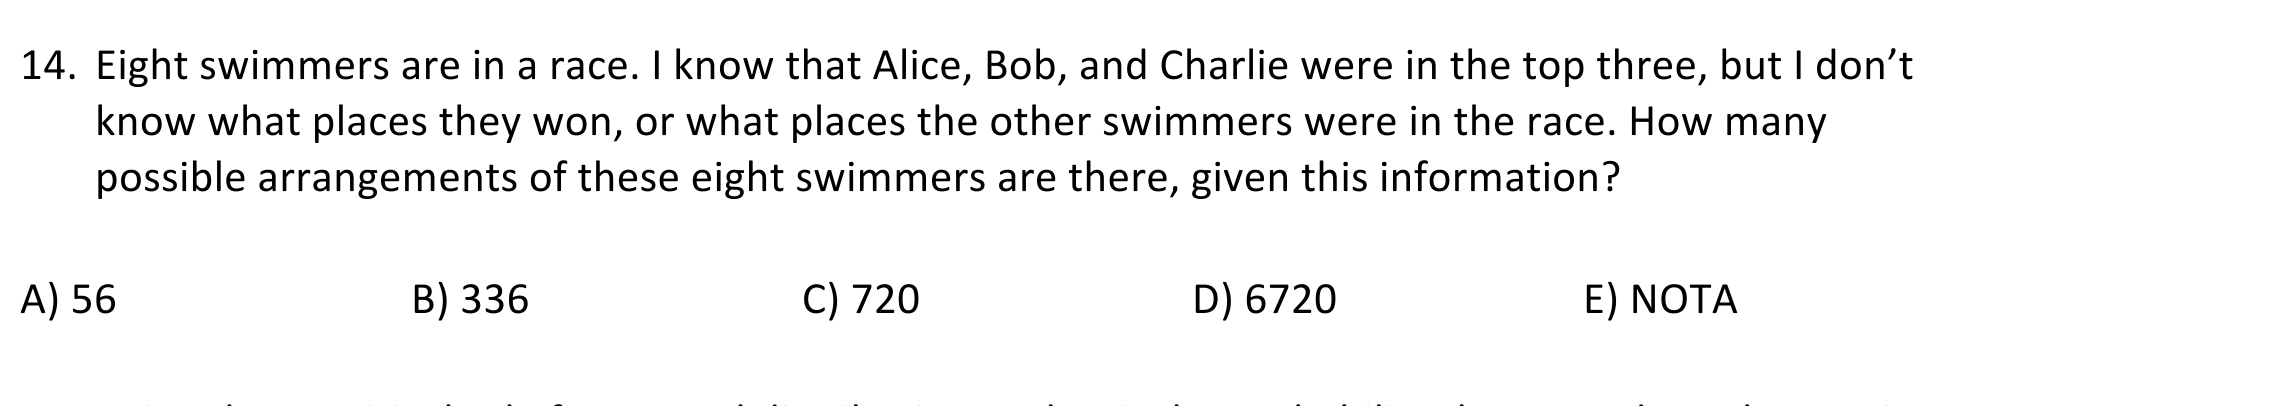 14. Eight swimmers are in a race. I know that Alice, Bob, and Charlie were in the top three, but I don’t
know what places they won, or what places the other swimmers were in the race. How many
possible arrangements of these eight swimmers are there, given this information?
A) 56 B) 336 C) 720 D) 6720 E) NOTA